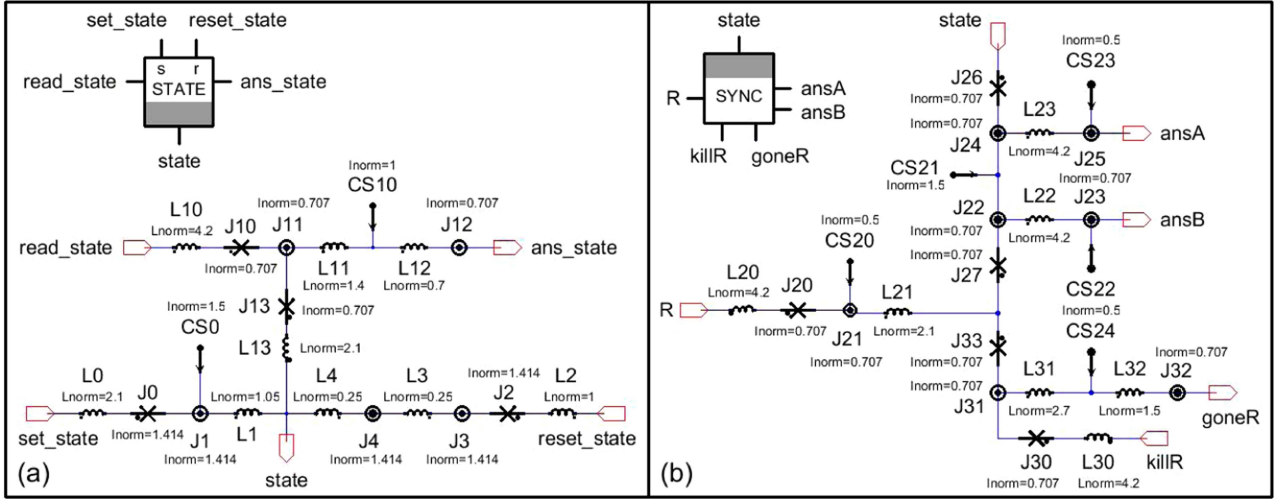 set_state reset_state
s r
read_state STATE ans_state
state
Inorm=1
CS10
L10 J10 Inorm=0.707 J11 Inorm=0.707 J12
Lnorm=4.2
read_state ans_state
Inorm=0.707 L11 L12
Lnorm=1.4 Lnorm=0.7
Inorm=1.5 J13 Inorm=0.707
CS0
L13 Lnorm=2.1
Inorm=1.414
L0 J0 Lnorm=1.05 L4 L3 J2 L2
Lnorm=2.1 Lnorm=0.25 Lnorm=0.25 Lnorm=1
set_state Inorm=1.414 J1 L1 J4 J3 reset_state
Inorm=1.414 Inorm=1.414 Inorm=1.414
(a) state
state
state
R SYNC ansA
ansB
killR goneR
Inorm=0.5
CS23
J26
Inorm=0.707
L23
Inorm=0.707
ansA
J24 Lnorm=4.2 J25
CS21 Inorm=0.707
Inorm=1.5
J22 L22 J23
ansB
Inorm=0.707 Lnorm=4.2
J27
Inorm=0.707
CS22
Inorm=0.5
Inorm=0.5
CS20
L20 J20 L21
Lnorm=4.2
R
Inorm=0.707 J21 Lnorm=2.1
Inorm=0.707
CS24
J33
Inorm=0.707
Inorm=0.707 L31 L32 Inorm=0.707
J32
J31 Lnorm=2.7 Lnorm=1.5
goneR
J30 L30 killR
Inorm=0.707 Lnorm=4.2
(b)